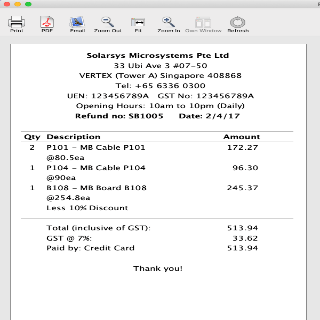 Print PDF Email Zoom Out Fit Zoom In Own Window Refresh
Solarsys Microsystems Pte Ltd
33 Ubi Ave 3 #07-50
VERTEX (Tower A) Singapore 408868
Tel: +65 6336 0300
UEN: 123456789A GST No: 123456789A
Opening Hours: 10am to 10pm (Daily)
Refund no: SB1005 Date: 2/4/17
Qty Description Amount
2 P101 - MB Cable P101 172.27
@80.5ea
1 P104 - MB Cable P104 96.30
@90ea
1 B108 - MB Board B108 245.37
@254.8ea
Less 10% Discount
Total (inclusive of GST): 513.94
GST @ 7%: 33.62
Paid by: Credit Card 513.94
Thank you!